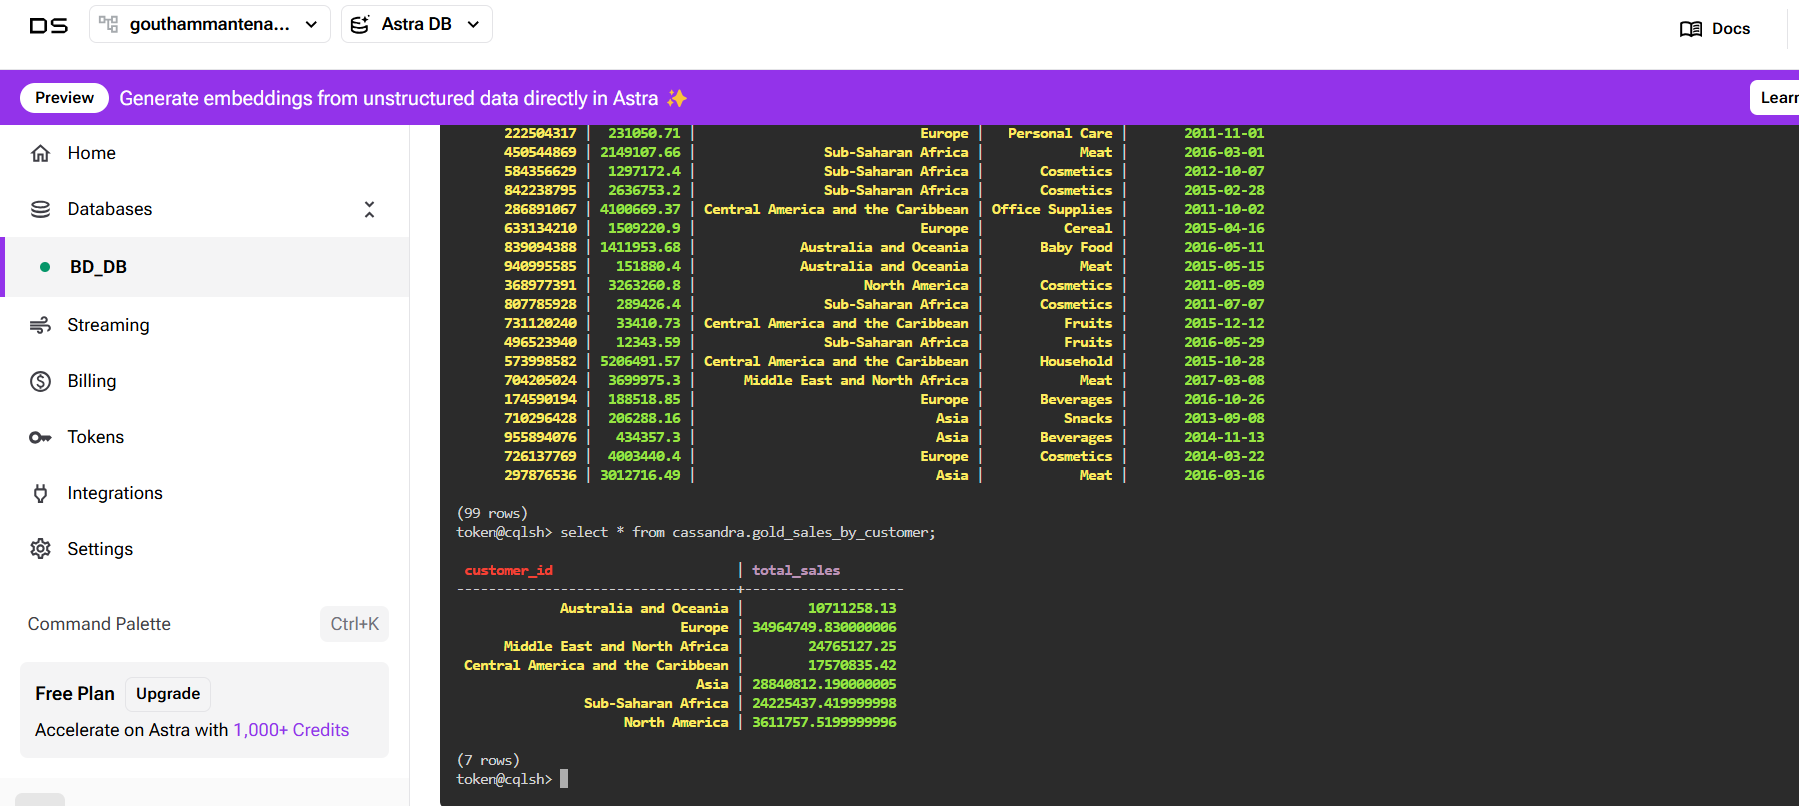 DS gouthammantena... Astra DB Docs
Preview Generate embeddings from unstructured data directly in Astra ✨ Learn
Home
Databases
BD_DB
Streaming
Billing
Tokens
Integrations
Settings
Command Palette Ctrl+K
Free Plan Upgrade
Accelerate on Astra with 1,000+ Credits
222504317 | 231050.71 | Europe | Personal Care | 2011-11-01
450544869 | 2149107.66 | Sub-Saharan Africa | Meat | 2016-03-01
584356629 | 1297172.4 | Sub-Saharan Africa | Cosmetics | 2012-10-07
842238795 | 2636753.2 | Sub-Saharan Africa | Cosmetics | 2015-02-28
286891067 | 4100669.37 | Central America and the Caribbean | Office Supplies | 2011-10-02
633134210 | 1509220.9 | Europe | Cereal | 2015-04-16
839094388 | 1411953.68 | Australia and Oceania | Baby Food | 2016-05-11
940995585 | 151880.4 | Australia and Oceania | Meat | 2015-05-15
368977391 | 3263260.8 | North America | Cosmetics | 2011-05-09
807785928 | 289426.4 | Sub-Saharan Africa | Cosmetics | 2011-07-07
731120240 | 33410.73 | Central America and the Caribbean | Fruits | 2015-12-12
496523940 | 12343.59 | Sub-Saharan Africa | Fruits | 2016-05-29
573998582 | 5206491.57 | Central America and the Caribbean | Household | 2015-10-28
704205024 | 3699975.3 | Middle East and North Africa | Meat | 2017-03-08
174590194 | 188518.85 | Europe | Beverages | 2016-10-26
710296428 | 206288.16 | Asia | Snacks | 2013-09-08
955894076 | 434357.3 | Asia | Beverages | 2014-11-13
726137769 | 4003440.4 | Europe | Cosmetics | 2014-03-22
297876536 | 3012716.49 | Asia | Meat | 2016-03-16
(99 rows)
token@cqlsh> select * from cassandra.gold_sales_by_customer;
customer_id | total_sales
-----------------------------------+--------------------
Australia and Oceania | 10711258.13
Europe | 34964749.830000006
Middle East and North Africa | 24765127.25
Central America and the Caribbean | 17570835.42
Asia | 28840812.190000005
Sub-Saharan Africa | 24225437.419999998
North America | 3611757.5199999996
(7 rows)
token@cqlsh>